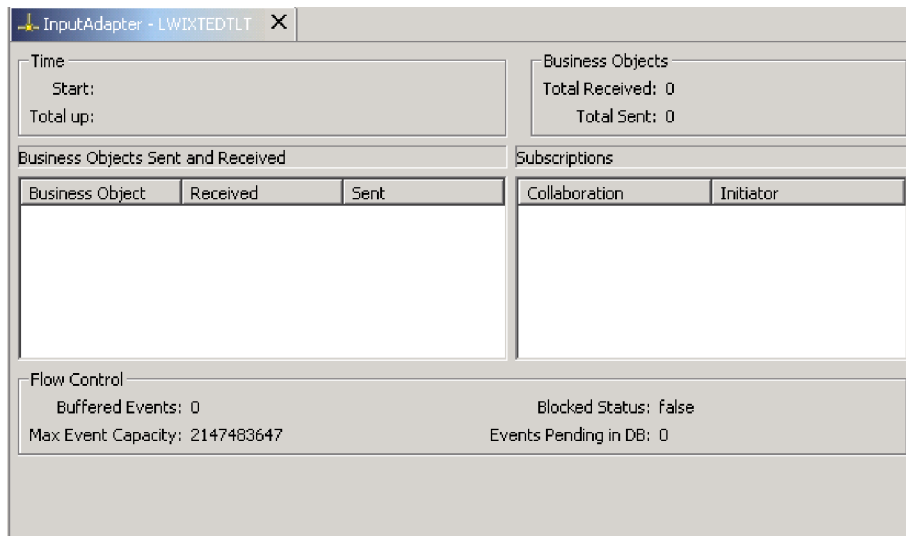 InputAdapter - LWIXTEDTLT X
Time
Start:
Total up:
Business Objects
Total Received: 0
Total Sent: 0
Business Objects Sent and Received
Business Object Received Sent
Subscriptions
Collaboration Initiator
Flow Control
Buffered Events: 0 Blocked Status: false
Max Event Capacity: 2147483647 Events Pending in DB: 0